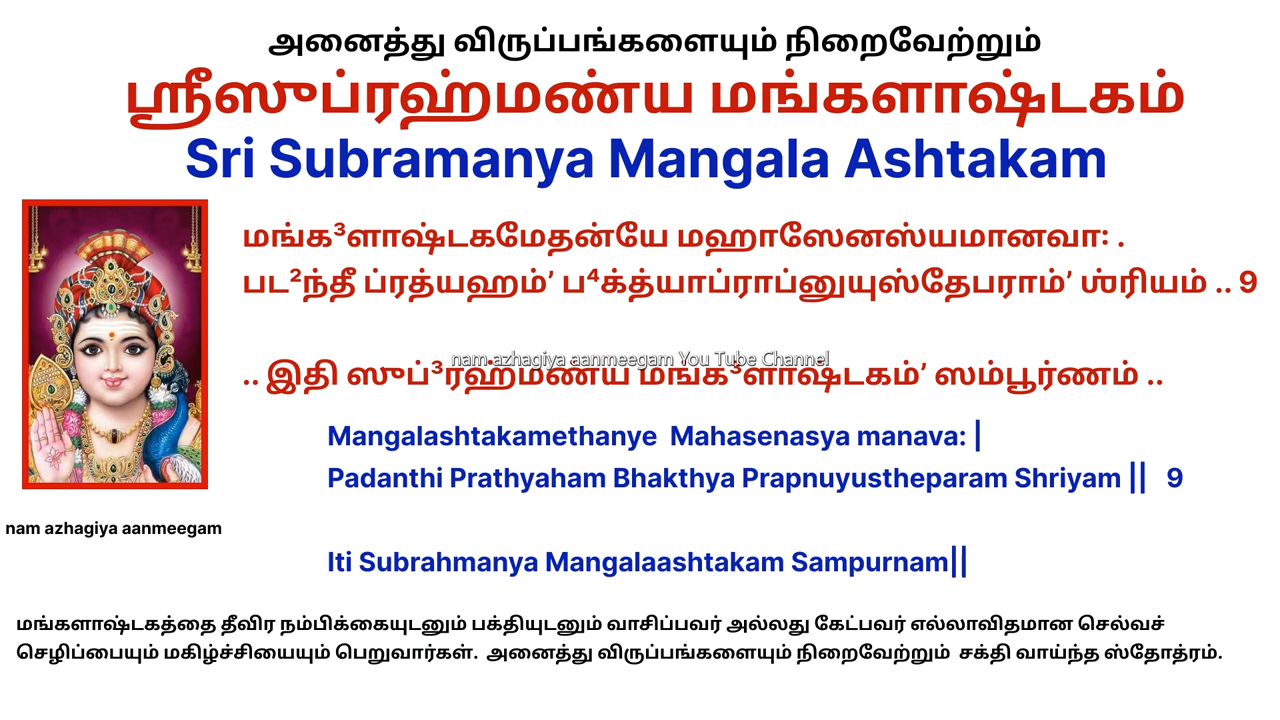 அனைத்து விருப்பங்களையும் நிறைவேற்றும்
ஸ்ரீஸுப்ரஹ்மண்ய மங்களாஷ்டகம்
Sri Subramanya Mangala Ashtakam
மங்க³ளாஷ்டகமேதன்யே மஹாஸேனஸ்யமானவா꞉ .
பட²ந்தீ ப்ரத்யஹம்ʼ ப⁴க்த்யாப்ராப்னுயுஸ்தேபராம்ʼ ஶ்ரியம் .. 9
nam azhagiya aanmeegam You Tube Channel
.. இதி ஸுப்³ரஹ்மண்ய மங்க³ளாஷ்டகம்ʼ ஸம்பூர்ணம் ..
Mangalashtakamethanye Mahasenasya manava: |
Padanthi Prathyaham Bhakthya Prapnuyustheparam Shriyam || 9
nam azhagiya aanmeegam
Iti Subrahmanya Mangalaashtakam Sampurnam||
மங்களாஷ்டகத்தை தீவிர நம்பிக்கையுடனும் பக்தியுடனும் வாசிப்பவர் அல்லது கேட்பவர் எல்லாவிதமான செல்வச்
செழிப்பையும் மகிழ்ச்சியையும் பெறுவார்கள். அனைத்து விருப்பங்களையும் நிறைவேற்றும் சக்தி வாய்ந்த ஸ்தோத்ரம்.